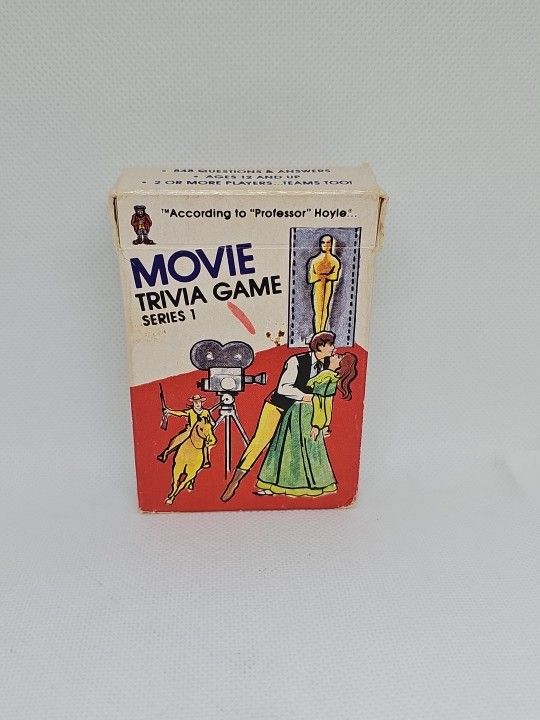 • 848 QUESTIONS & ANSWERS
• AGES 12 AND UP
• 2 OR MORE PLAYERS...TEAMS TOO!
™"According to "Professor" Hoyle"...
MOVIE
TRIVIA GAME
SERIES 1